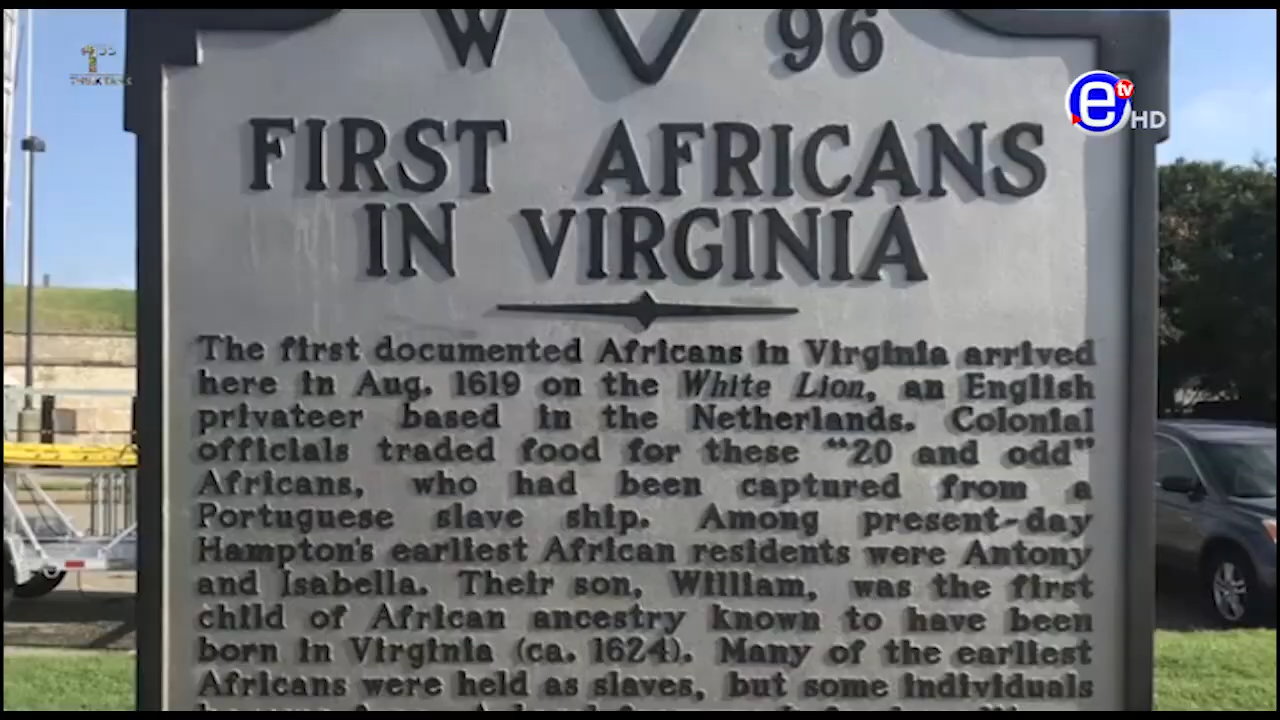 W 96
FIRST AFRICANS
IN VIRGINIA
The first documented Africans in Virginia arrived
here in Aug. 1619 on the White Lion, an English
privateer based in the Netherlands. Colonial
officials traded food for these “20 and odd”
Africans, who had been captured from a
Portuguese slave ship. Among present-day
Hampton's earliest African residents were Antony
and Isabella. Their son, William, was the first
child of African ancestry known to have been
born in Virginia (ca. 1624). Many of the earliest
Africans were held as slaves, but some individuals
e tv HD